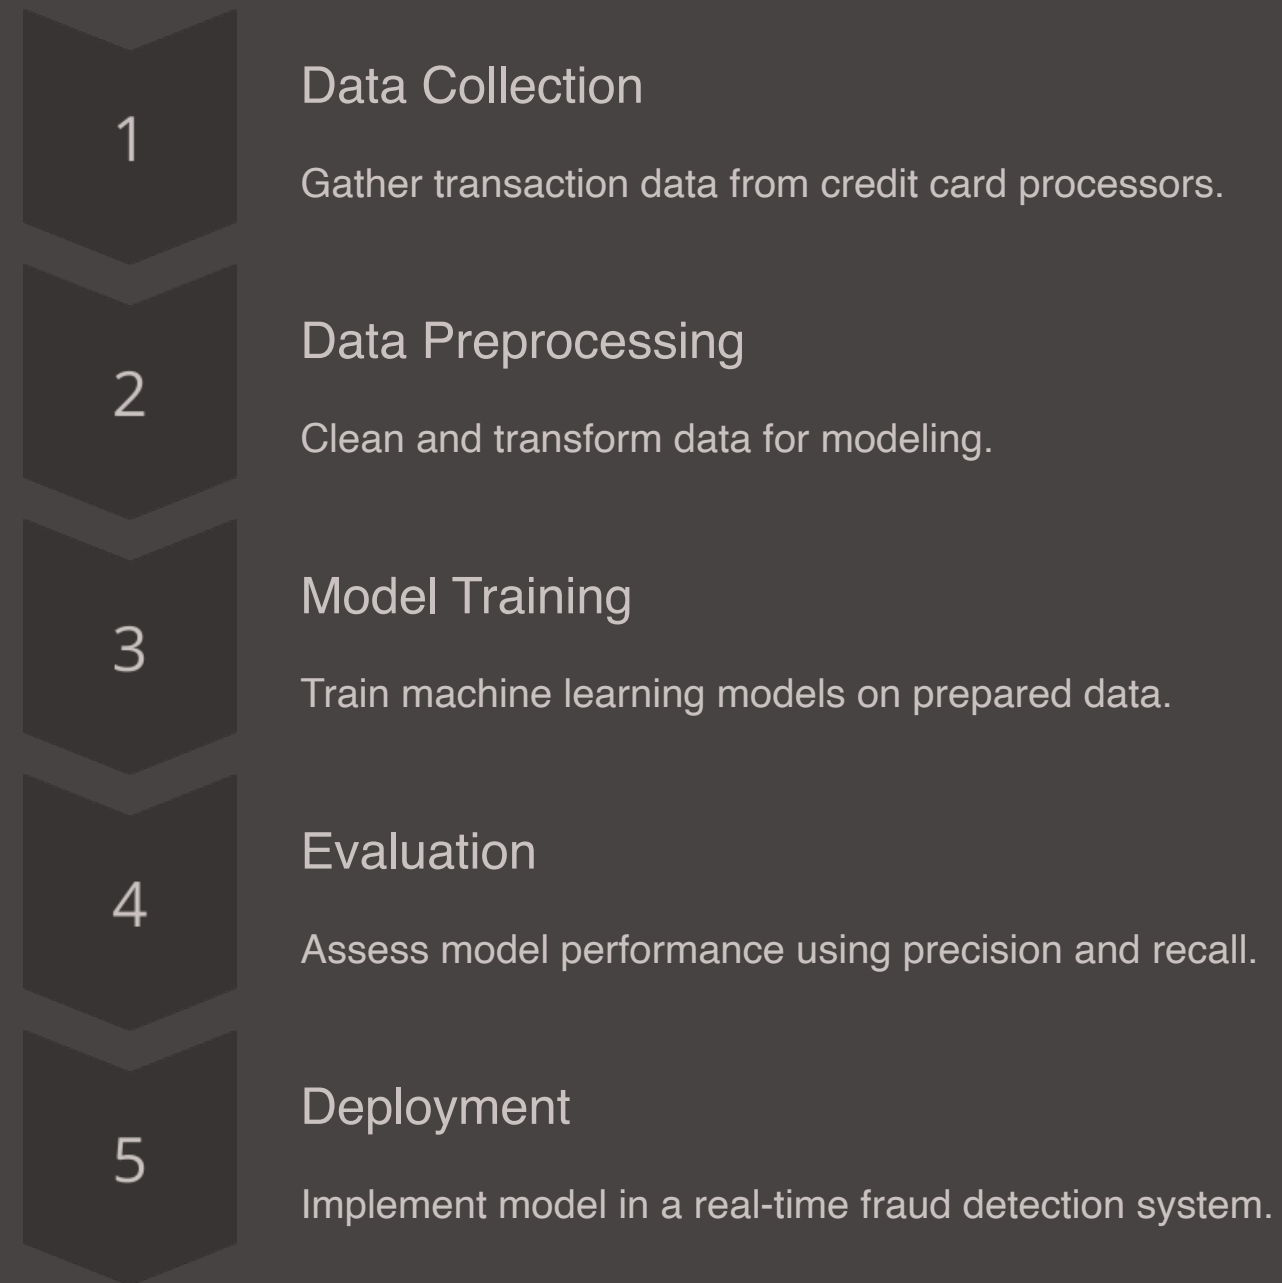 1
Data Collection
Gather transaction data from credit card processors.
2
Data Preprocessing
Clean and transform data for modeling.
3
Model Training
Train machine learning models on prepared data.
4
Evaluation
Assess model performance using precision and recall.
5
Deployment
Implement model in a real-time fraud detection system.